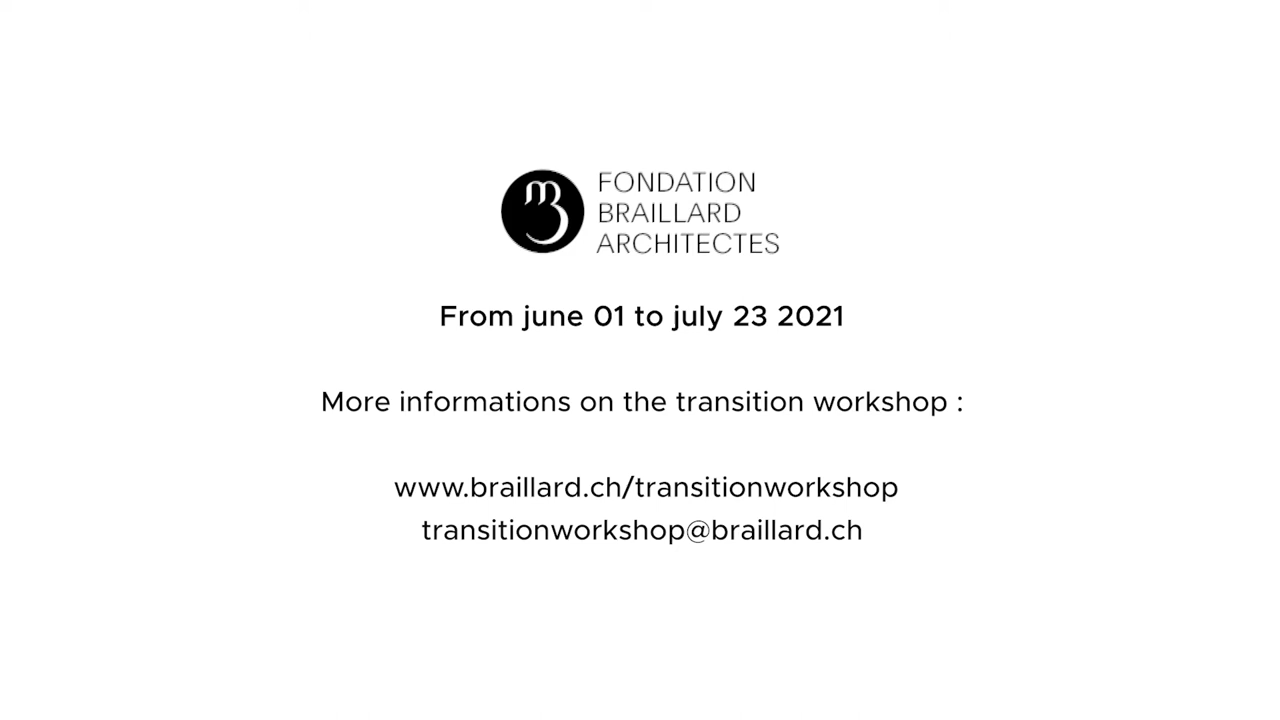 FONDATION
BRAILLARD
ARCHITECTES
From june 01 to july 23 2021
More informations on the transition workshop :
www.braillard.ch/transitionworkshop
transitionworkshop@braillard.ch